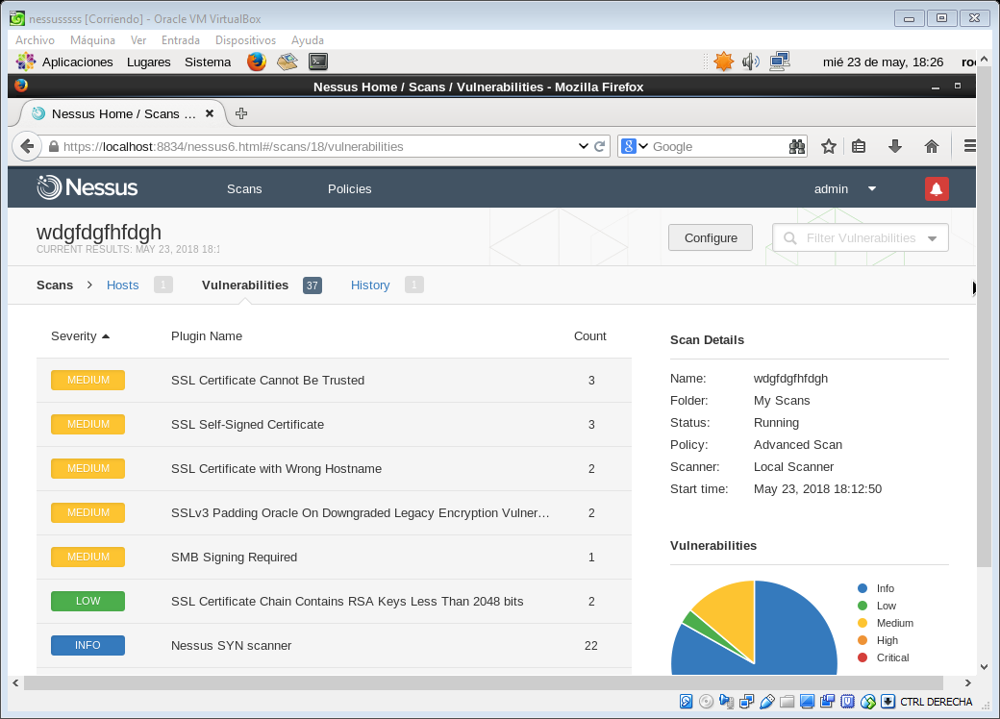 nessusssss [Corriendo] - Oracle VM VirtualBox
Archivo Máquina Ver Entrada Dispositivos Ayuda
Aplicaciones Lugares Sistema mié 23 de may, 18:26 roo
Nessus Home / Scans / Vulnerabilities - Mozilla Firefox
Nessus Home / Scans ...
https://localhost:8834/nessus6.html#/scans/18/vulnerabilities Google
Nessus Scans Policies admin
wdgfdgfhfdgh
CURRENT RESULTS: MAY 23, 2018 18:1
Configure Filter Vulnerabilities
Scans > Hosts 1 Vulnerabilities 37 History 1
Severity Plugin Name Count
MEDIUM SSL Certificate Cannot Be Trusted 3
MEDIUM SSL Self-Signed Certificate 3
MEDIUM SSL Certificate with Wrong Hostname 2
MEDIUM SSLv3 Padding Oracle On Downgraded Legacy Encryption Vulner... 2
MEDIUM SMB Signing Required 1
LOW SSL Certificate Chain Contains RSA Keys Less Than 2048 bits 2
INFO Nessus SYN scanner 22
Scan Details
Name: wdgfdgfhfdgh
Folder: My Scans
Status: Running
Policy: Advanced Scan
Scanner: Local Scanner
Start time: May 23, 2018 18:12:50
Vulnerabilities
Info
Low
Medium
High
Critical
CTRL DERECHA